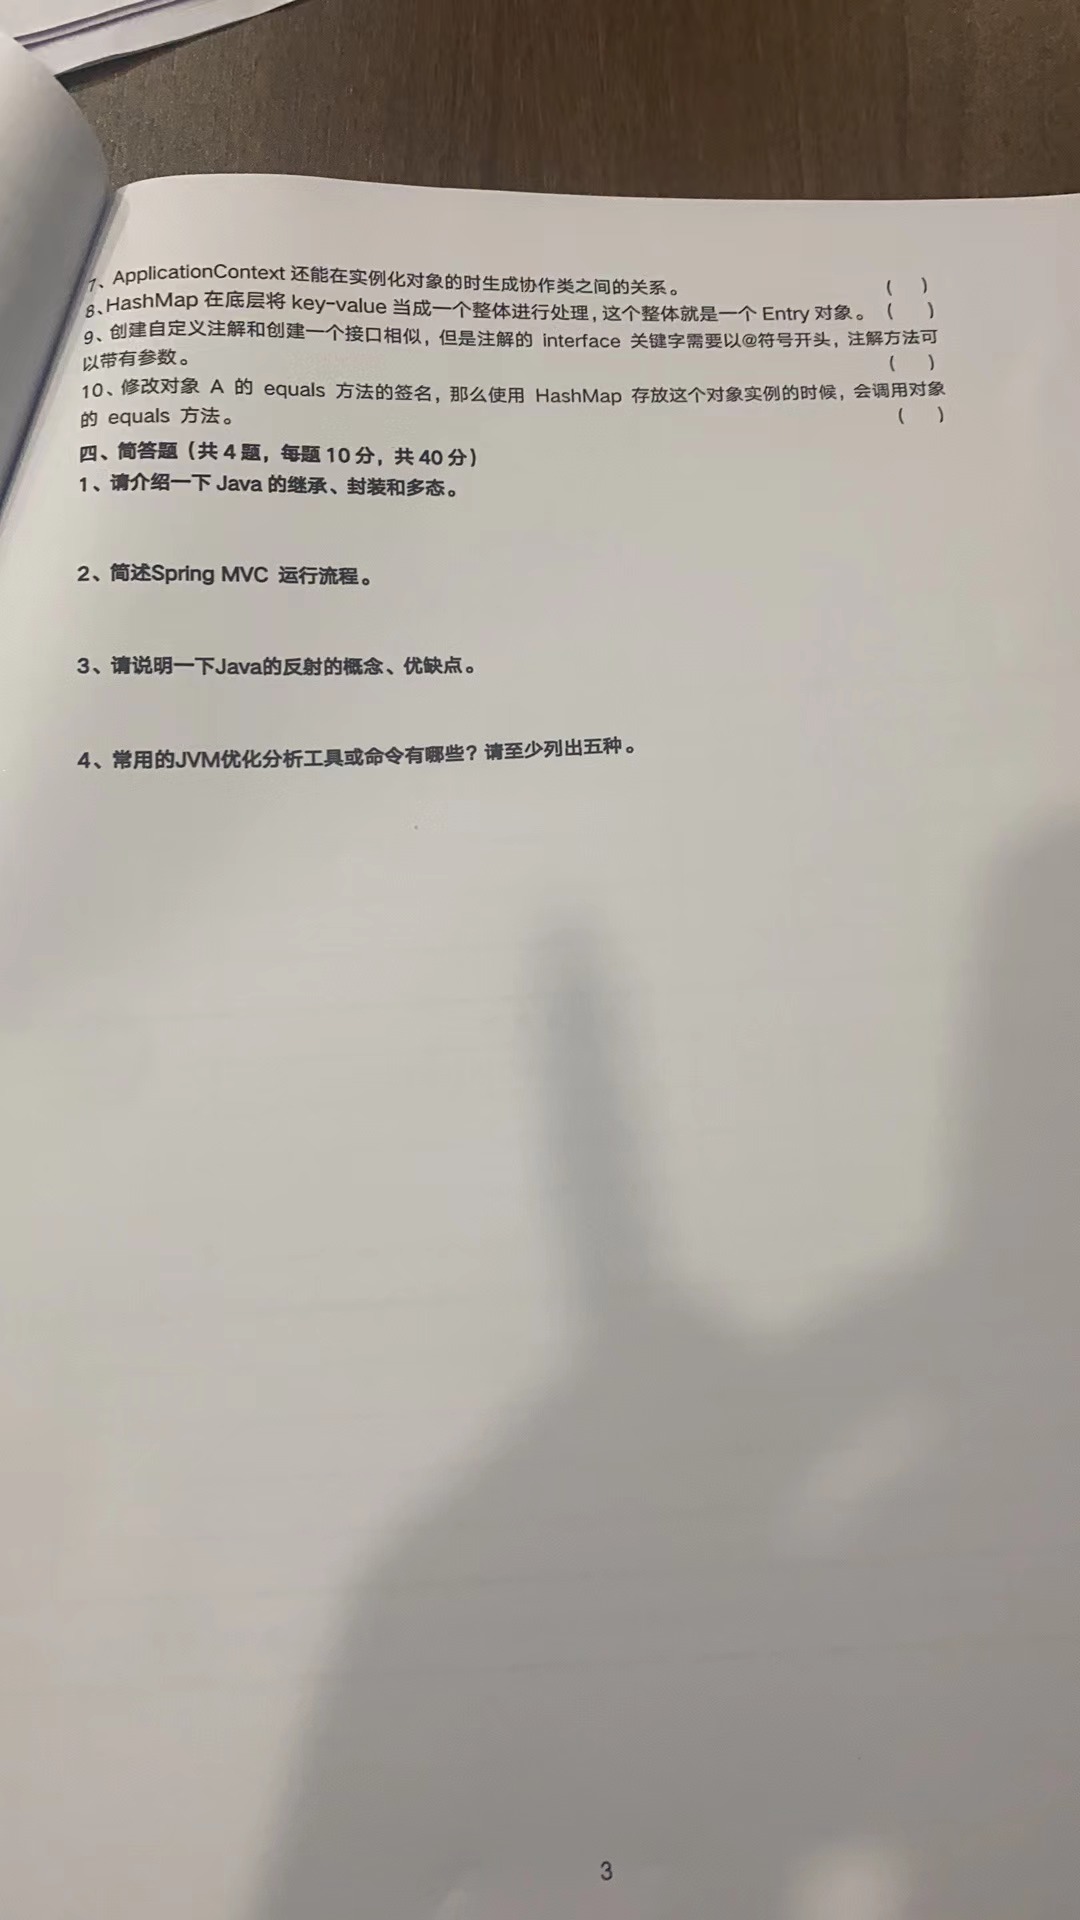 7、ApplicationContext 还能在实例化对象的时生成协作类之间的关系。 ( )
8、HashMap 在底层将 key-value 当成一个整体进行处理，这个整体就是一个 Entry 对象。 ( )
9、创建自定义注解和创建一个接口相似，但是注解的 interface 关键字需要以@符号开头，注解方法可
以带有参数。 ( )
10、修改对象 A 的 equals 方法的签名，那么使用 HashMap 存放这个对象实例的时候，会调用对象
的 equals 方法。 ( )
四、简答题（共 4 题，每题 10 分，共 40 分）
1、请介绍一下 Java 的继承、封装和多态。
2、简述Spring MVC 运行流程。
3、请说明一下Java的反射的概念、优缺点。
4、常用的JVM优化分析工具或命令有哪些？请至少列出五种。
3